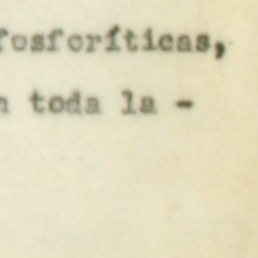 fosforíticas,
n toda la -